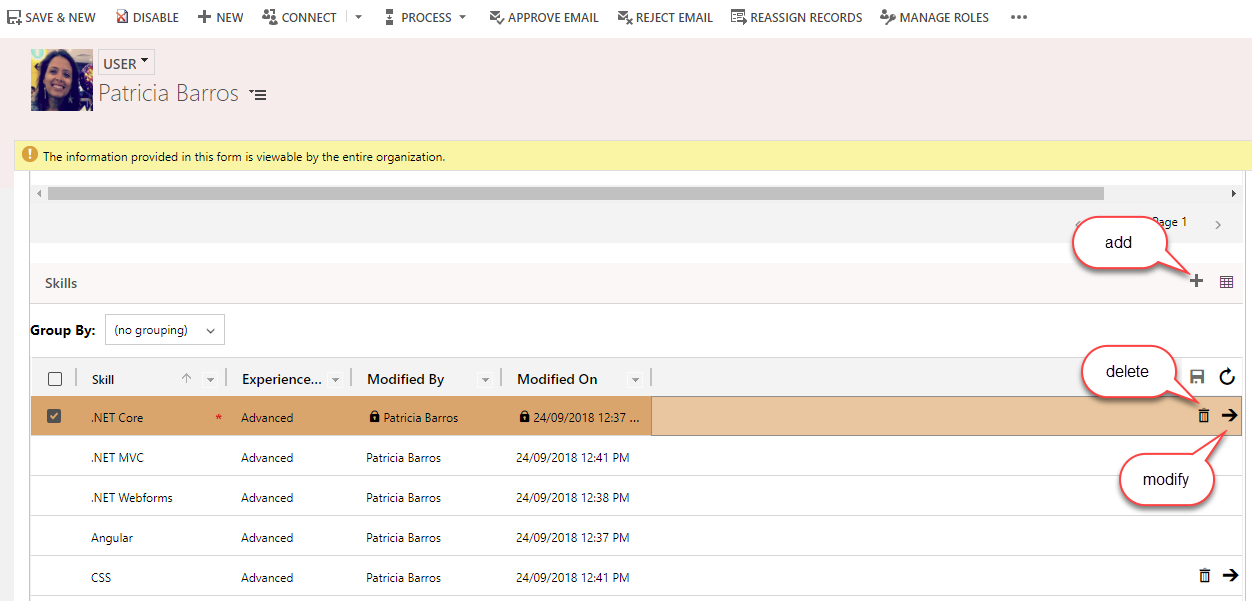 SAVE & NEW DISABLE NEW CONNECT PROCESS APPROVE EMAIL REJECT EMAIL REASSIGN RECORDS MANAGE ROLES •••
USER
Patricia Barros
The information provided in this form is viewable by the entire organization.
Page 1
add
Skills
Group By: (no grouping)
delete
Skill Experience... Modified By Modified On
.NET Core * Advanced Patricia Barros 24/09/2018 12:37 ...
.NET MVC Advanced Patricia Barros 24/09/2018 12:41 PM
modify
.NET Webforms Advanced Patricia Barros 24/09/2018 12:38 PM
Angular Advanced Patricia Barros 24/09/2018 12:37 PM
CSS Advanced Patricia Barros 24/09/2018 12:41 PM